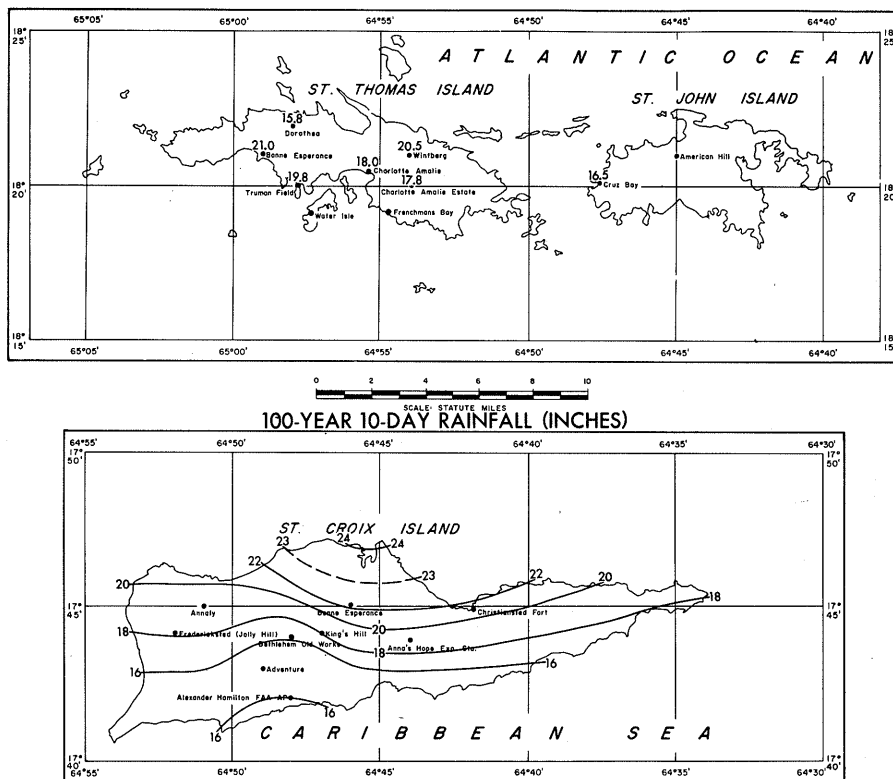 65°05' 65°00' 64°55' 64°50' 64°45' 64°40'
18° 25' 18° 25'
ATLANTIC OCEAN
ST. THOMAS ISLAND
ST. JOHN ISLAND
15.8
Dorothea
21.0
Bonne Esperance
20.5
Wintberg
American Hill
18.0
Charlotte Amalie
19.8
Truman Field
17.8
Charlotte Amalie Estate
16.5
Cruz Bay
18° 20' 18° 20'
Water Isle
Frenchmans Bay
18° 15' 18° 15'
65°05' 65°00' 64°55' 64°50' 64°45' 64°40'
0 2 4 6 8 10
SCALE: STATUTE MILES
100-YEAR 10-DAY RAINFALL (INCHES)
64°55' 64°50' 64°45' 64°40' 64°35' 64°30'
17° 50' 17° 50'
ST. CROIX ISLAND
23 24 24
22 23 22
20 20
Annaly
Bonne Esperance
Christiansted Fort
17° 45' 17° 45'
18
20
18
Fredericksted (Jolly Hill)
King's Hill
Bethlehem Old Works
18
Anna's Hope Exp. Sta.
16
Adventure
16
Alexander Hamilton FAA AP
16
16
CARIBBEAN SEA
17° 40' 17° 40'
64°55' 64°50' 64°45' 64°40' 64°35' 64°30'